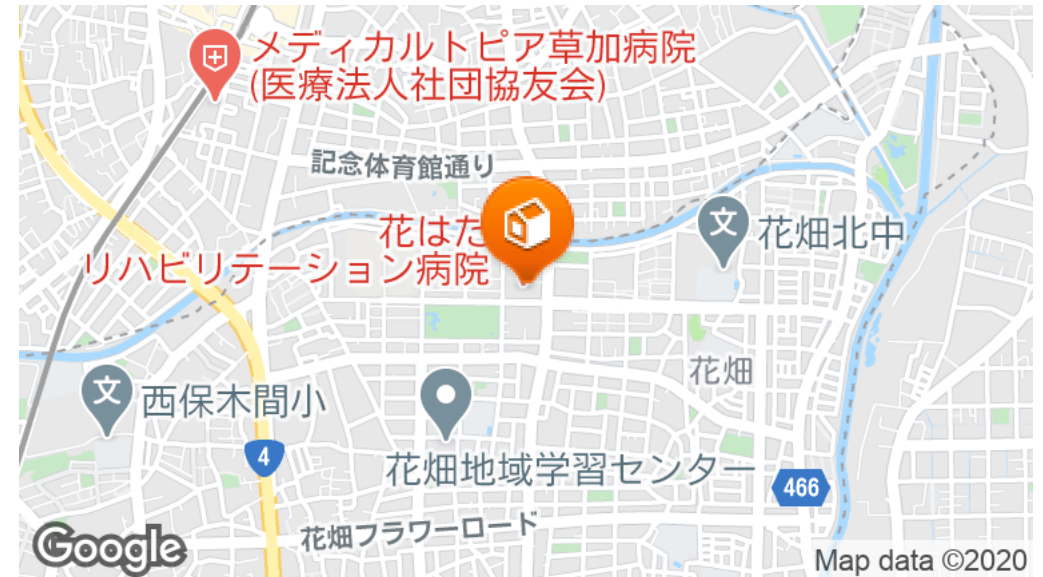 メディカルトピア草加病院
(医療法人社団協友会)
記念体育館通り
花はた
リハビリテーション病院
文
花畑北中
花畑
文
西保木間小
4
花畑地域学習センター
466
花畑フラワーロード
Google
Map data ©2020